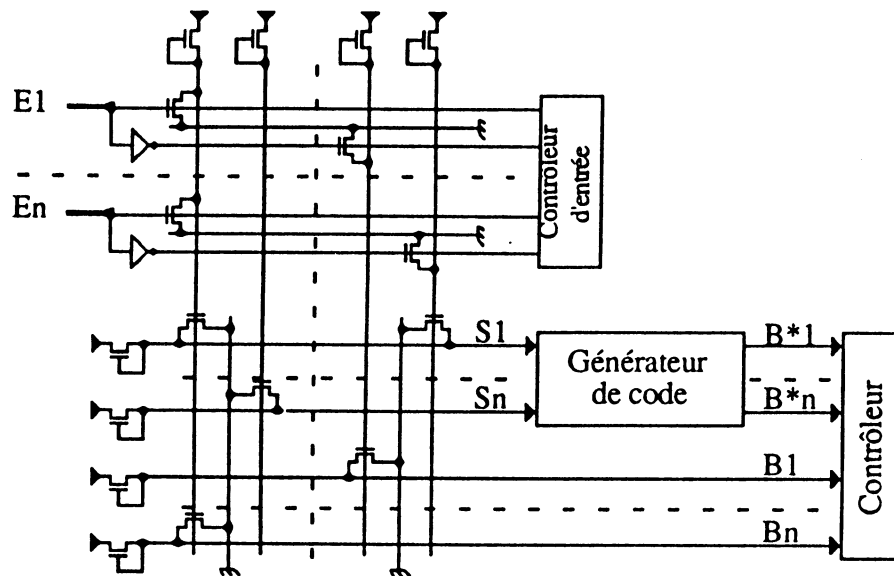 E1
En
Contrôleur
d'entrée
S1
Sn
Générateur
de code
B*1
B*n
B1
Bn
Contrôleur